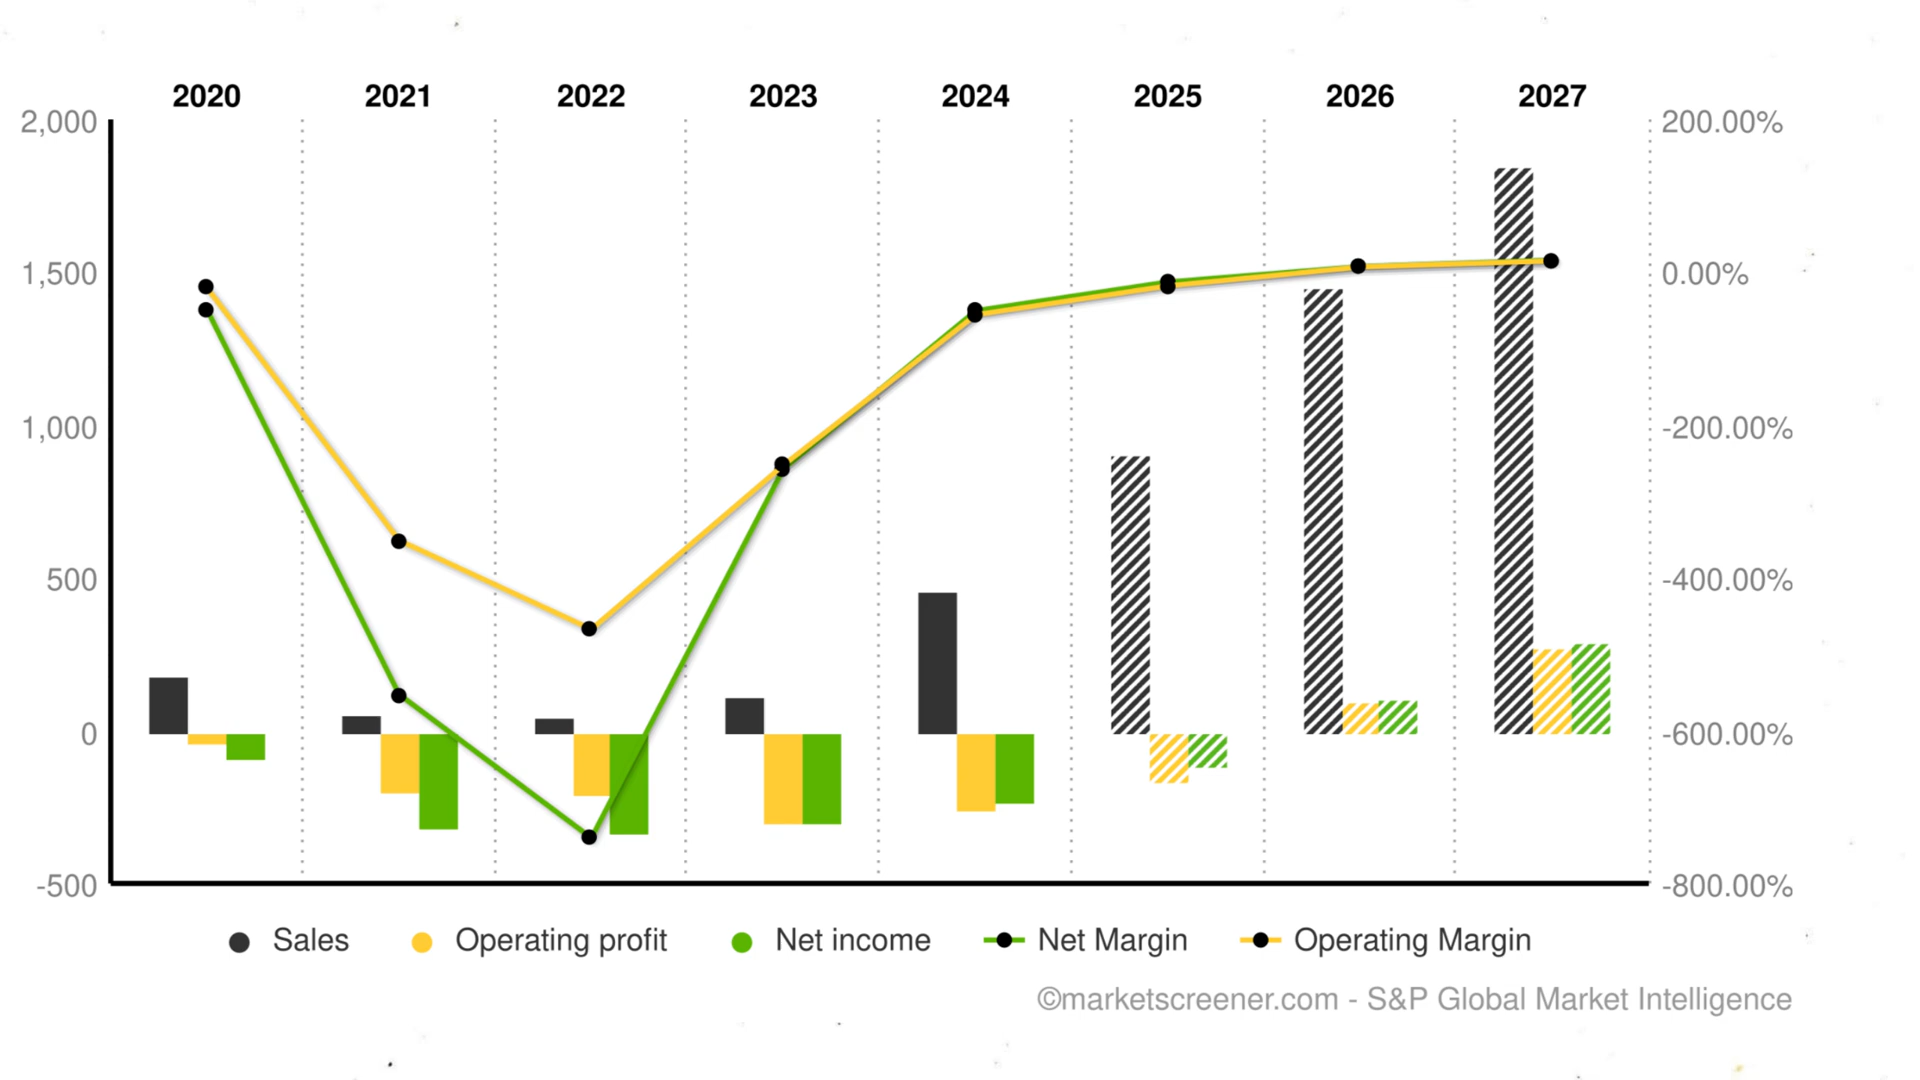 2020 2021 2022 2023 2024 2025 2026 2027
2,000 200.00%
1,500 0.00%
1,000 -200.00%
500 -400.00%
0 -600.00%
-500 -800.00%
Sales Operating profit Net income Net Margin Operating Margin
©marketscreener.com - S&P Global Market Intelligence